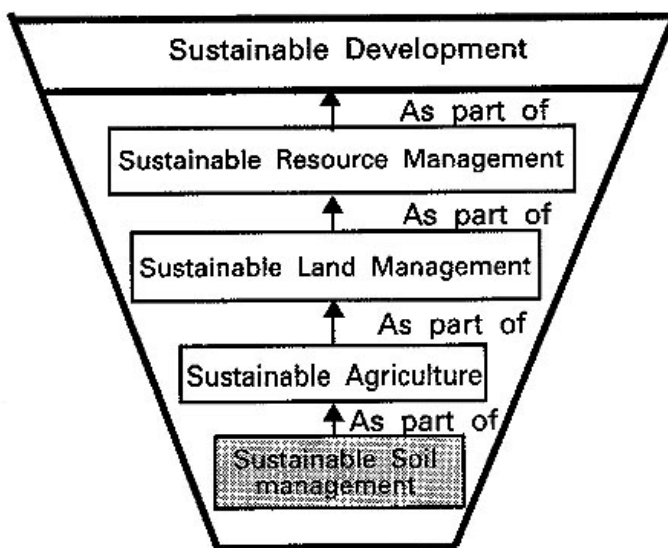 Sustainable Development
As part of
Sustainable Resource Management
As part of
Sustainable Land Management
As part of
Sustainable Agriculture
As part of
Sustainable Soil
management